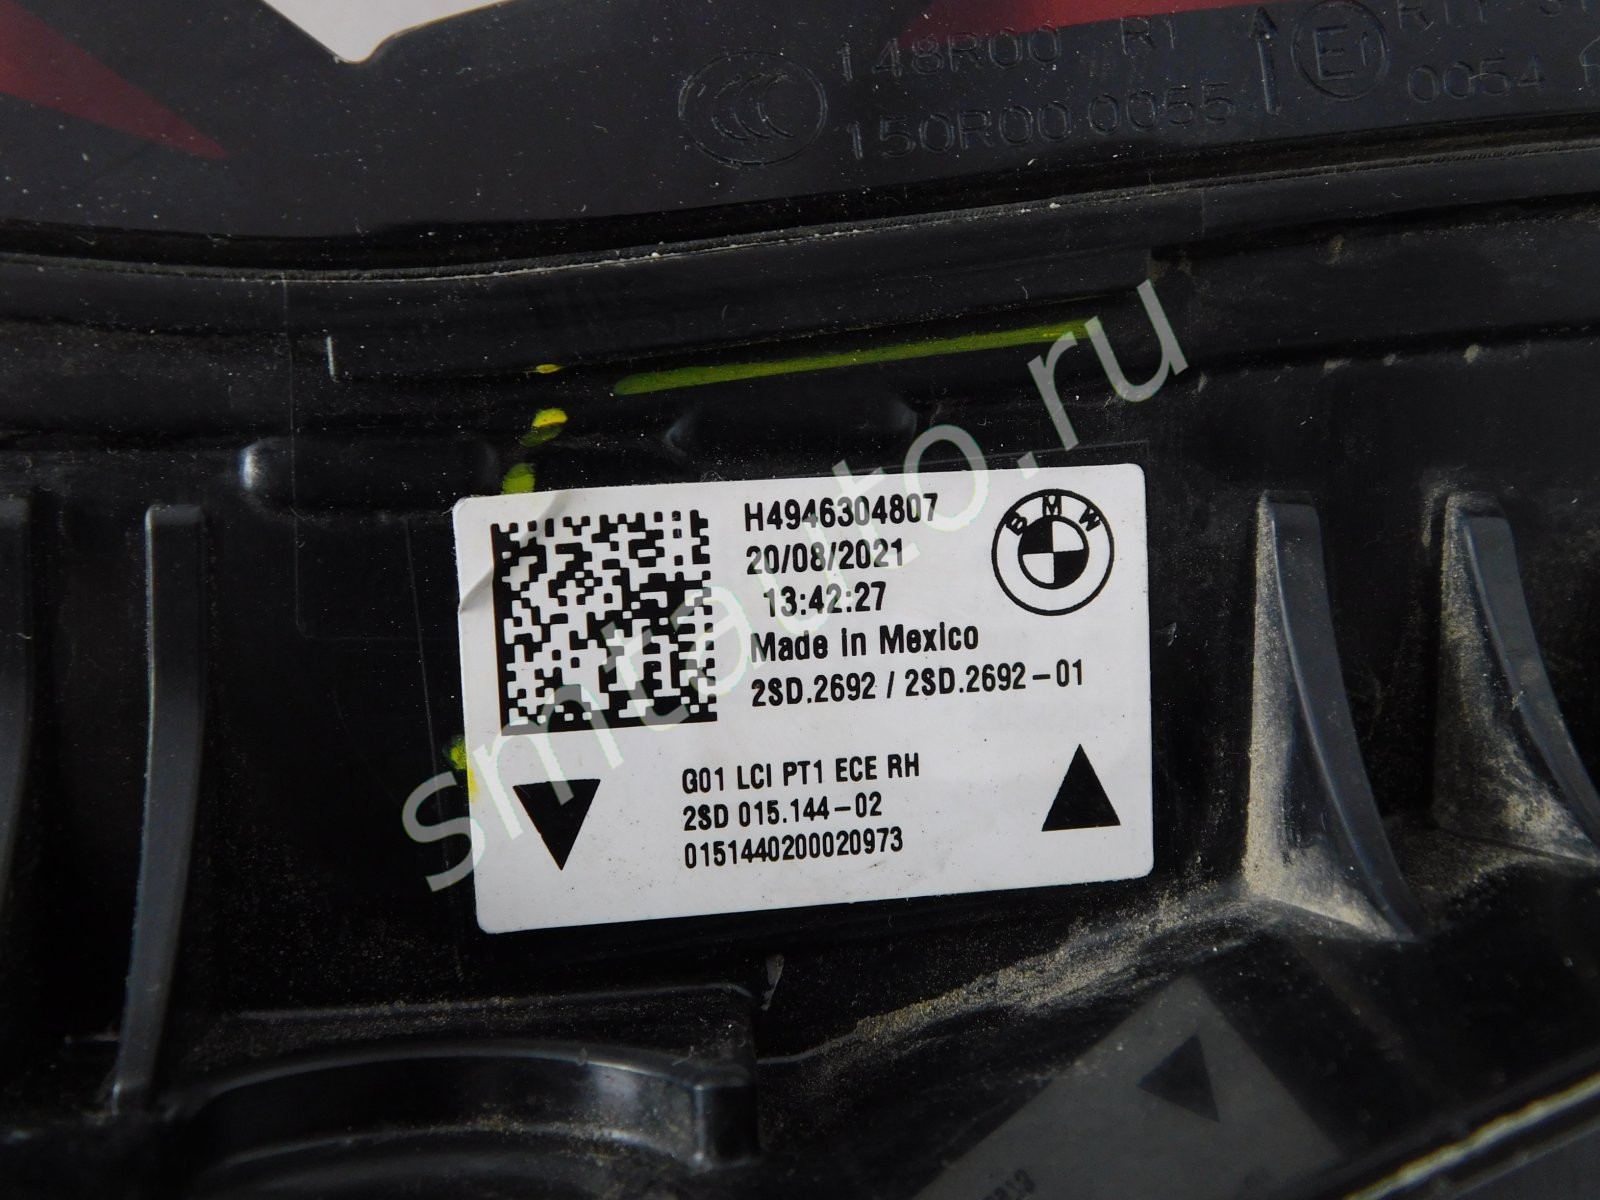 148R00 R1
E1
150R00 0055
0054
CCC
H4946304807
20/08/2021
13:42:27
Made in Mexico
2SD.2692 / 2SD.2692-01
BMW
G01 LCI PT1 ECE RH
2SD 015.144-02
0151440200020973
smtauto.ru